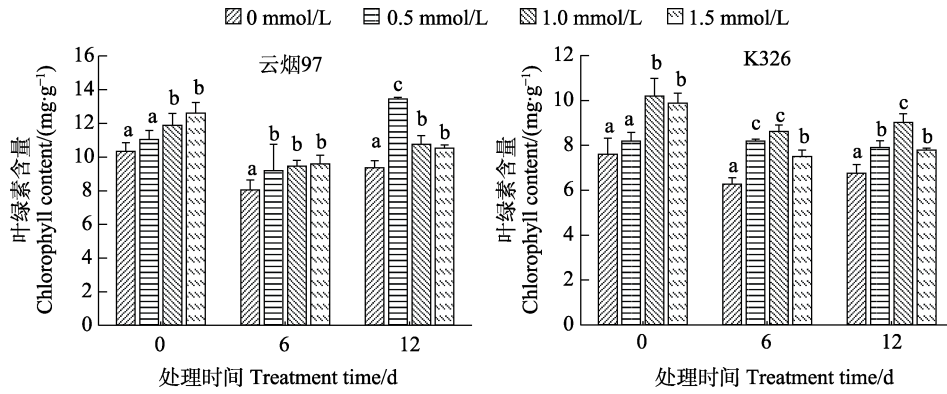 0 mmol/L 0.5 mmol/L 1.0 mmol/L 1.5 mmol/L
云烟97
叶绿素含量
Chlorophyll content/(mg·g⁻¹)
16
14
12
10
8
6
4
2
0
a a b b
a b b b
a c b b
0 6 12
处理时间 Treatment time/d
K326
叶绿素含量
Chlorophyll content/(mg·g⁻¹)
12
10
8
6
4
2
0
a a b b
a c c b
a b c b
0 6 12
处理时间 Treatment time/d